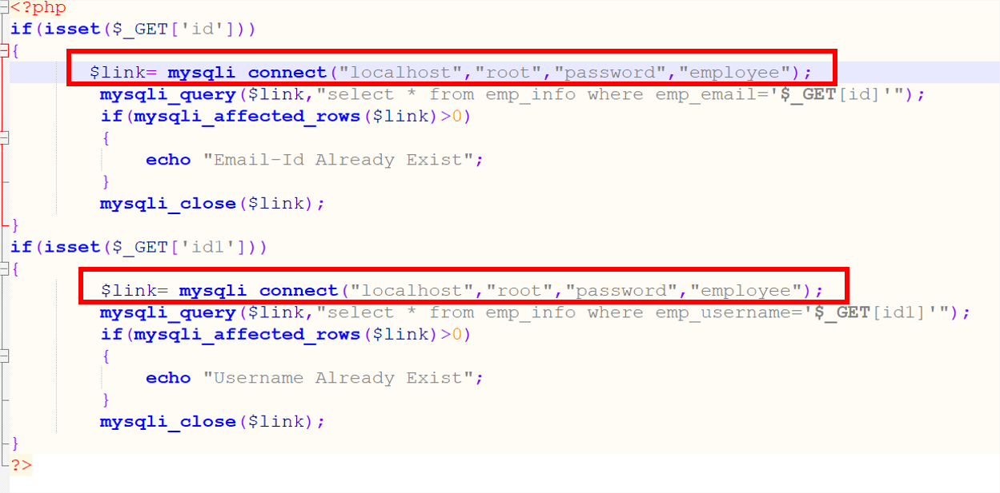 <?php
if(isset($_GET['id']))
{
$link= mysqli_connect("localhost","root","password","employee");
mysqli_query($link,"select * from emp_info where emp_email='$_GET[id]'");
if(mysqli_affected_rows($link)>0)
{
echo "Email-Id Already Exist";
}
mysqli_close($link);
}
if(isset($_GET['id1']))
{
$link= mysqli_connect("localhost","root","password","employee");
mysqli_query($link,"select * from emp_info where emp_username='$_GET[id1]'");
if(mysqli_affected_rows($link)>0)
{
echo "Username Already Exist";
}
mysqli_close($link);
}
?>